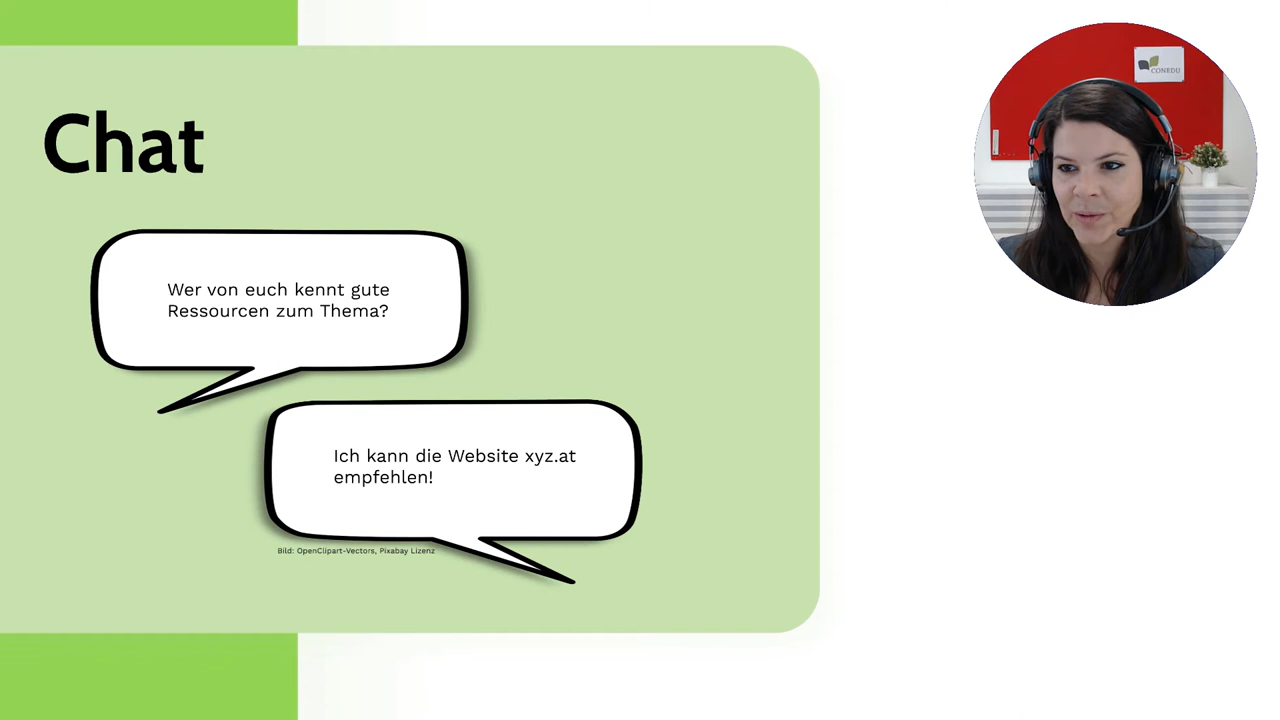 CONEDU
Chat
Wer von euch kennt gute
Ressourcen zum Thema?
Ich kann die Website xyz.at
empfehlen!
Bild: OpenClipart-Vectors, Pixabay Lizenz